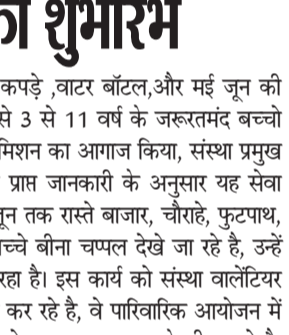 का शुभारंभ
कपड़े ,वाटर बॉटल,और मई जून की
से 3 से 11 वर्ष के जरूरतमंद बच्चो
मिशन का आगाज किया, संस्था प्रमुख
प्राप्त जानकारी के अनुसार यह सेवा
जून तक रास्ते बाजार, चौराहे, फुटपाथ,
बच्चे बीना चप्पल देखे जा रहे है, उन्हें
रहा है। इस कार्य को संस्था वालेंटियर
कर रहे है, वे पारिवारिक आयोजन में